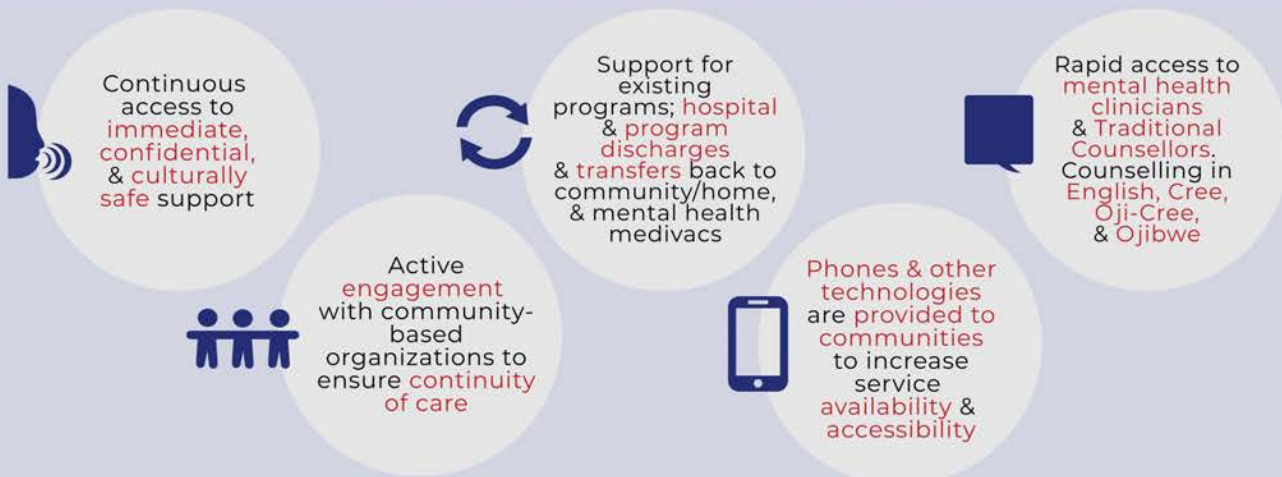 Continuous
access to
immediate,
confidential,
& culturally
safe support
Active
engagement
with community-
based
organizations to
ensure continuity
of care
Support for
existing
programs; hospital
& program
discharges
& transfers back to
community/home,
& mental health
medivacs
Phones & other
technologies
are provided to
communities
to increase
service
availability &
accessibility
Rapid access to
mental health
clinicians
& Traditional
Counsellors.
Counselling in
English, Cree,
Oji-Cree,
& Ojibwe